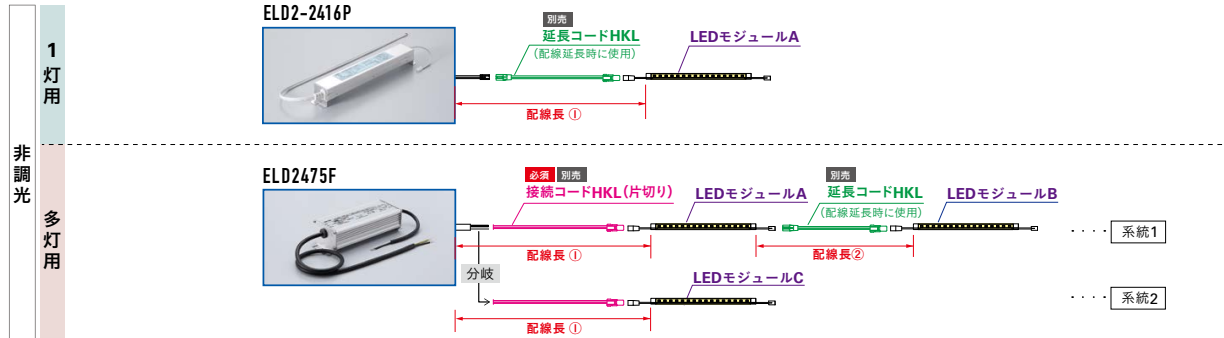 非調光
1灯用
ELD2-2416P
別売
延長コードHKL
(配線延長時に使用)
LEDモジュールA
配線長①
多灯用
ELD2475F
必須 別売
接続コードHKL(片切り)
LEDモジュールA
別売
延長コードHKL
(配線延長時に使用)
LEDモジュールB
配線長①
配線長②
‥‥ 系統1
分岐
LEDモジュールC
‥‥ 系統2
配線長①